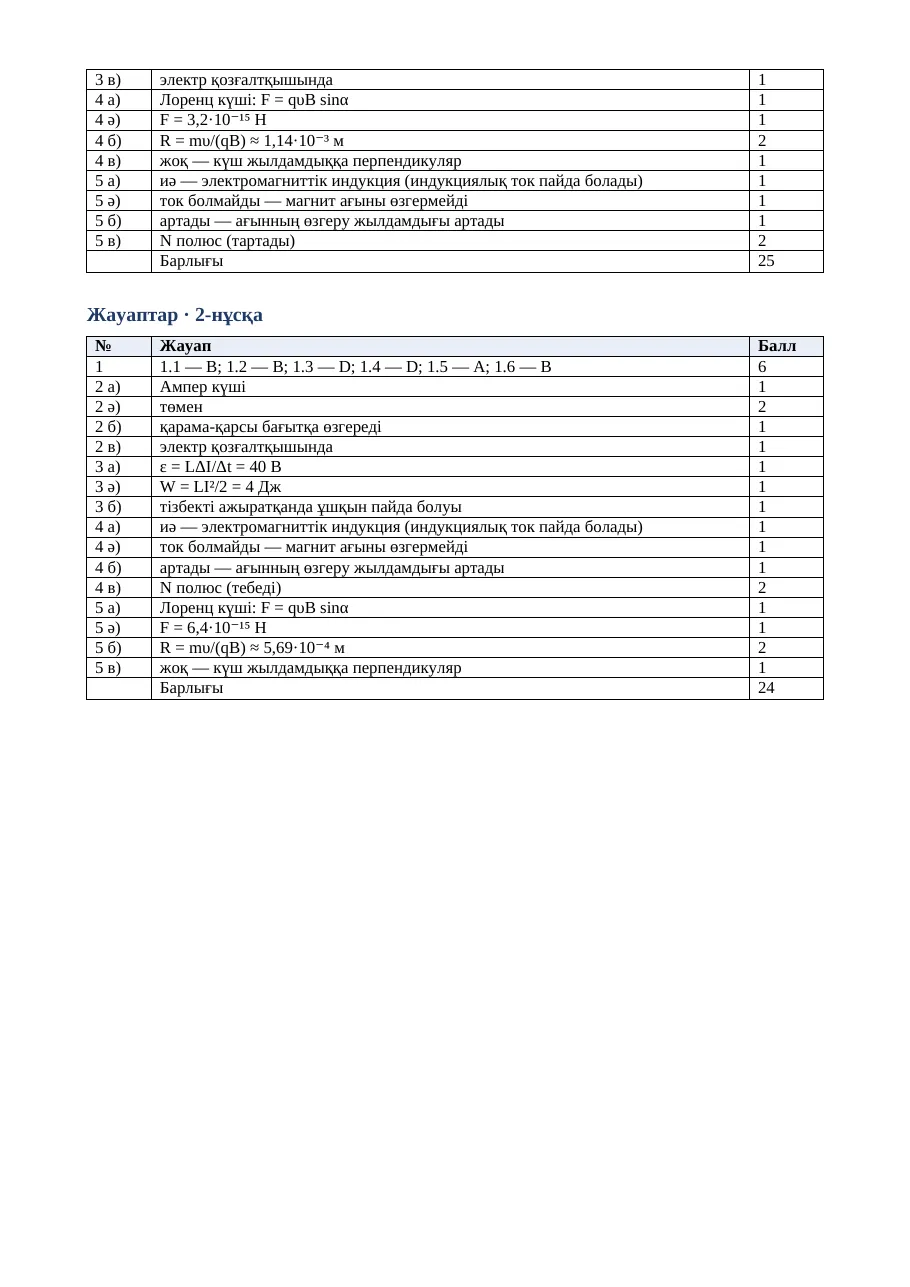 3 в) электр қозғалтқышында 1
4 а) Лоренц күші: F = qυB sinα 1
4 ә) F = 3,2·10⁻¹⁵ Н 1
4 б) R = mυ/(qB) ≈ 1,14·10⁻³ м 2
4 в) жоқ — күш жылдамдыққа перпендикуляр 1
5 а) иә — электромагниттік индукция (индукциялық ток пайда болады) 1
5 ә) ток болмайды — магнит ағыны өзгермейді 1
5 б) артады — ағынның өзгеру жылдамдығы артады 1
5 в) N полюс (тартады) 2
Барлығы 25
Жауаптар · 2-нұсқа
№ Жауап Балл
1 1.1 — B; 1.2 — B; 1.3 — D; 1.4 — D; 1.5 — A; 1.6 — B 6
2 а) Ампер күші 1
2 ә) төмен 2
2 б) қарама-қарсы бағытқа өзгереді 1
2 в) электр қозғалтқышында 1
3 а) ε = LΔI/Δt = 40 В 1
3 ә) W = LI²/2 = 4 Дж 1
3 б) тізбекті ажыратқанда ұшқын пайда болуы 1
4 а) иә — электромагниттік индукция (индукциялық ток пайда болады) 1
4 ә) ток болмайды — магнит ағыны өзгермейді 1
4 б) артады — ағынның өзгеру жылдамдығы артады 1
4 в) N полюс (тебеді) 2
5 а) Лоренц күші: F = qυB sinα 1
5 ә) F = 6,4·10⁻¹⁵ Н 1
5 б) R = mυ/(qB) ≈ 5,69·10⁻⁴ м 2
5 в) жоқ — күш жылдамдыққа перпендикуляр 1
Барлығы 24